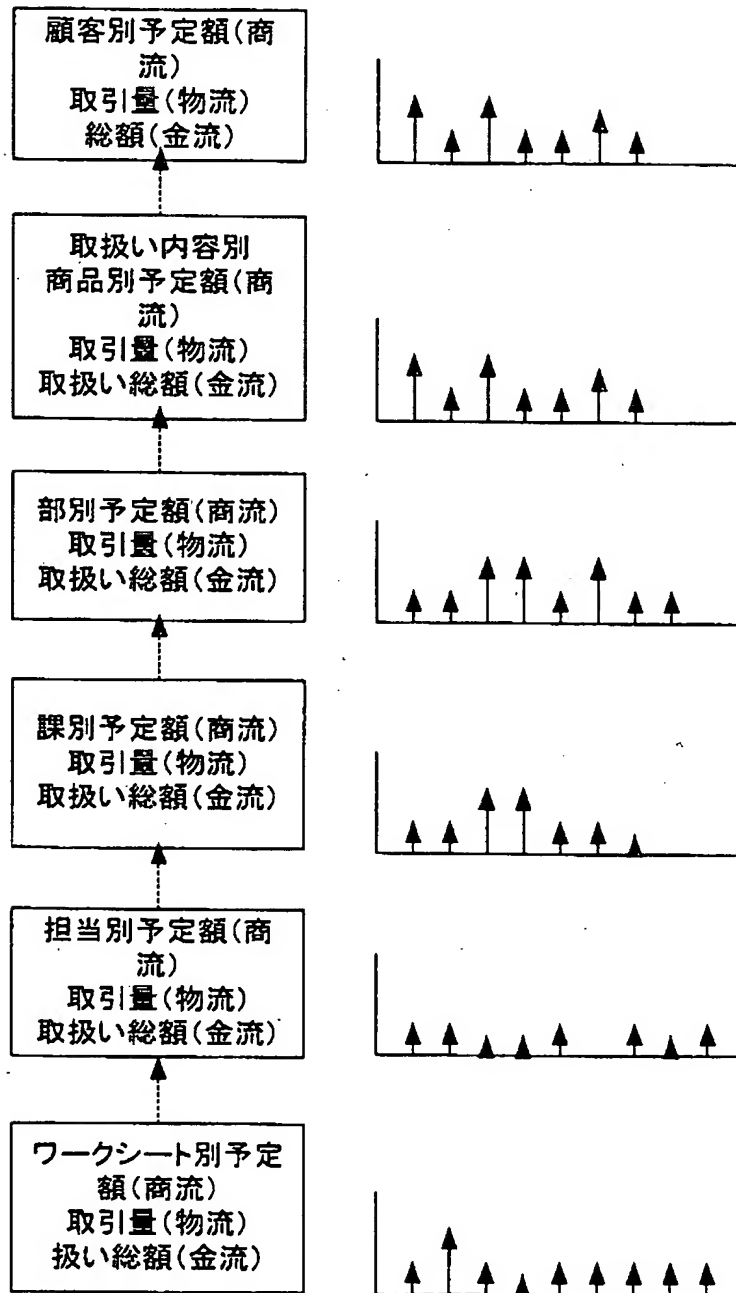 顧客別予定額(商
流)
取引量(物流)
総額(金流)
取扱い内容別
商品別予定額(商
流)
取引量(物流)
取扱い総額(金流)
部別予定額(商流)
取引量(物流)
取扱い総額(金流)
課別予定額(商流)
取引量(物流)
取扱い総額(金流)
担当別予定額(商
流)
取引量(物流)
取扱い総額(金流)
ワークシート別予定
額(商流)
取引量(物流)
扱い総額(金流)